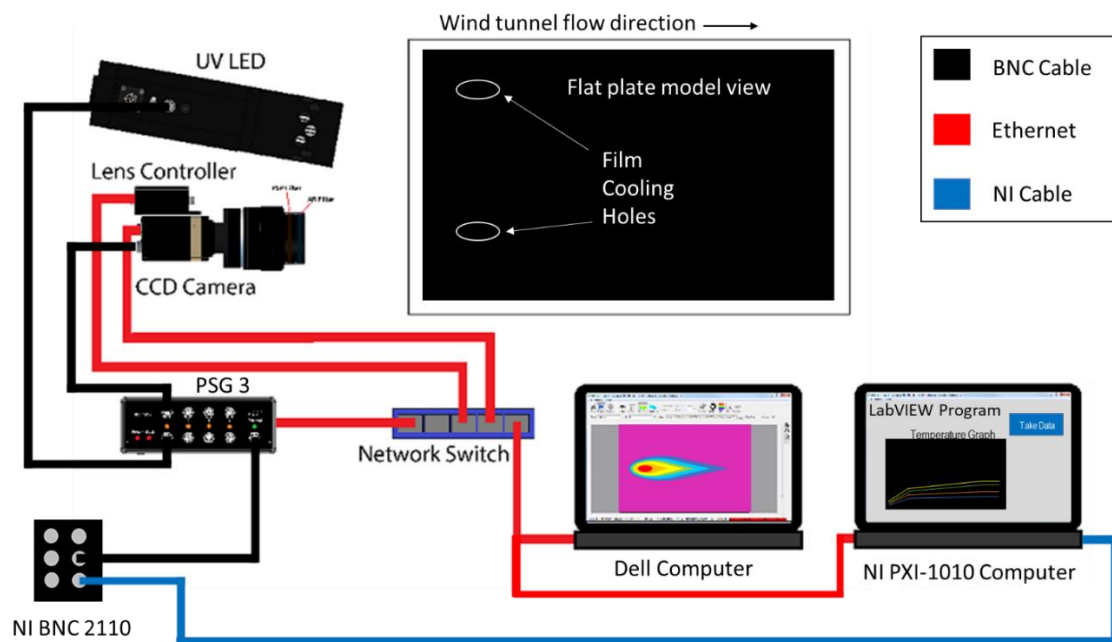 Wind tunnel flow direction
UV LED
Flat plate model view
BNC Cable
Ethernet
NI Cable
Lens Controller
Film
Cooling
Holes
CCD Camera
PSG 3
Network Switch
LabVIEW Program
Take Data
Temperature Graph
Dell Computer
NI PXI-1010 Computer
NI BNC 2110